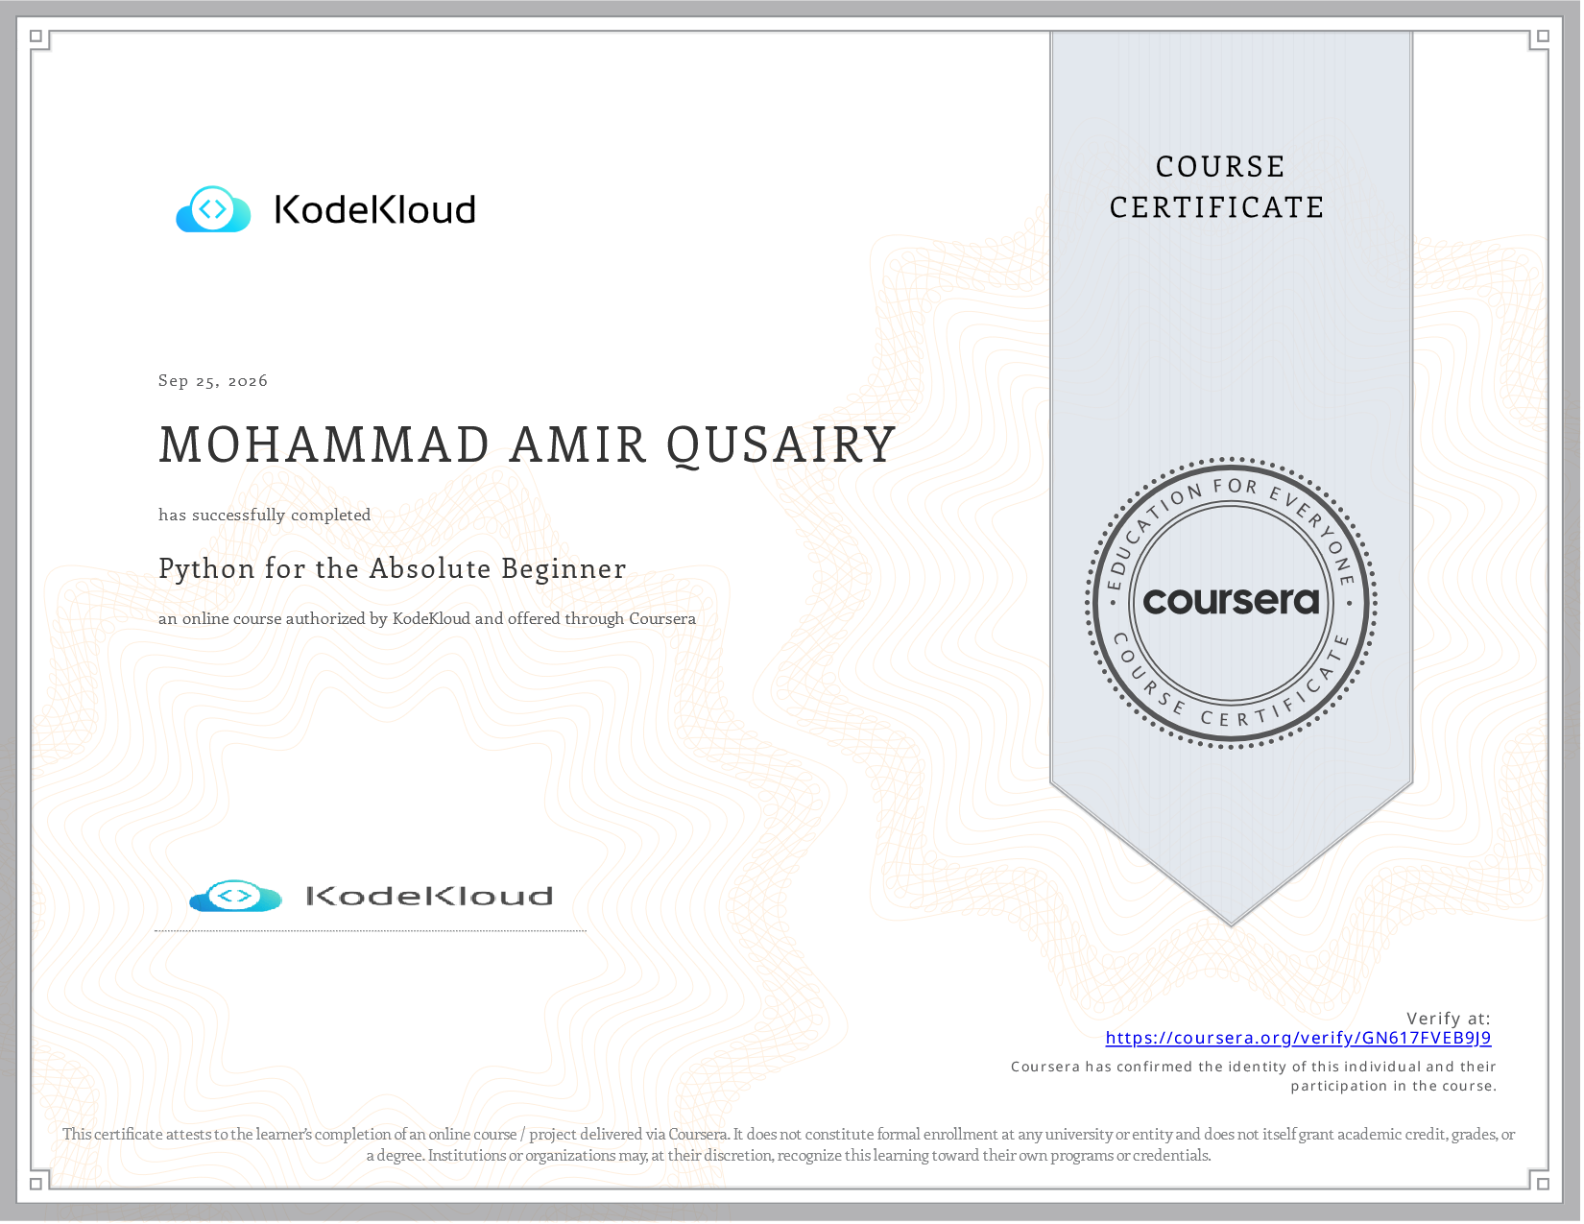 KodeKloud
COURSE
CERTIFICATE
Sep 25, 2026
MOHAMMAD AMIR QUSAIRY
has successfully completed
Python for the Absolute Beginner
an online course authorized by KodeKloud and offered through Coursera
EDUCATION FOR EVERYONE
coursera
COURSE CERTIFICATE
KodeKloud
Verify at:
https://coursera.org/verify/GN617FVEB9J9
Coursera has confirmed the identity of this individual and their
participation in the course.
This certificate attests to the learner's completion of an online course / project delivered via Coursera. It does not constitute formal enrollment at any university or entity and does not itself grant academic credit, grades, or
a degree. Institutions or organizations may, at their discretion, recognize this learning toward their own programs or credentials.